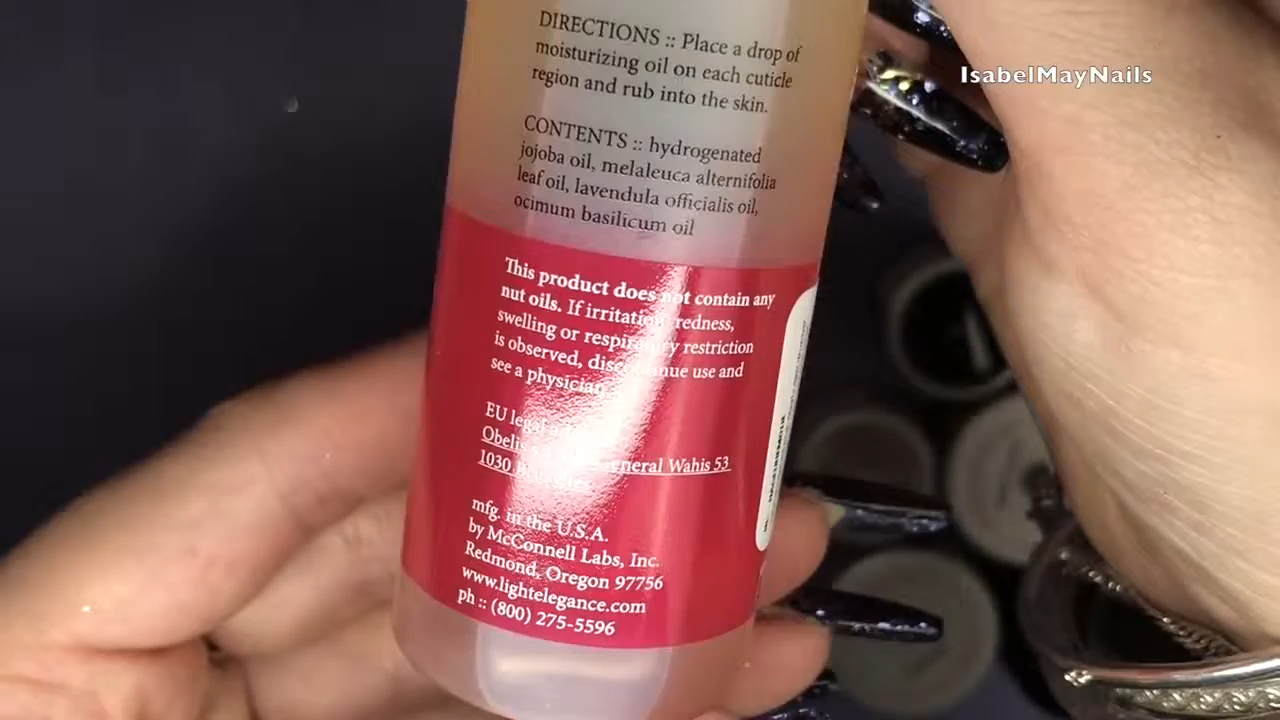 IsabelMayNails
DIRECTIONS :: Place a drop of
moisturizing oil on each cuticle
region and rub into the skin.
CONTENTS :: hydrogenated
jojoba oil, melaleuca alternifolia
leaf oil, lavendula officialis oil,
ocimum basilicum oil
This product does not contain any
nut oils. If irritation, redness,
swelling or respiratory restriction
is observed, discontinue use and
see a physician
EU legal
General Wahis 53
1030
mfg. in the U.S.A.
by McConnell Labs, Inc.
Redmond, Oregon 97756
www.lightelegance.com
ph :: (800) 275-5596